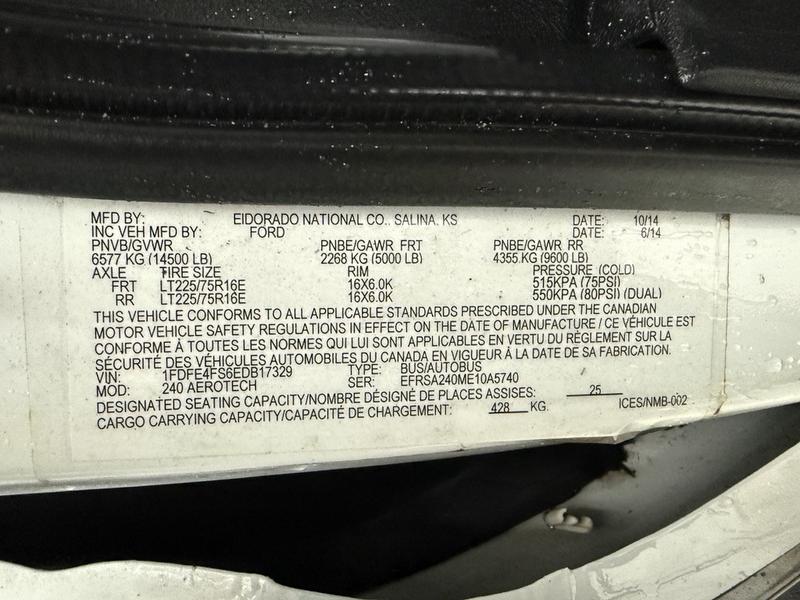 MFD BY: EIDORADO NATIONAL CO., SALINA, KS DATE: 10/14
INC VEH MFD BY: FORD DATE: 6/14
PNVB/GVWR PNBE/GAWR FRT PNBE/GAWR RR
6577 KG (14500 LB) 2268 KG (5000 LB) 4355 KG (9600 LB)
AXLE TIRE SIZE RIM PRESSURE (COLD)
FRT LT225/75R16E 16X6.0K 515KPA (75PSI)
RR LT225/75R16E 16X6.0K 550KPA (80PSI) (DUAL)
THIS VEHICLE CONFORMS TO ALL APPLICABLE STANDARDS PRESCRIBED UNDER THE CANADIAN
MOTOR VEHICLE SAFETY REGULATIONS IN EFFECT ON THE DATE OF MANUFACTURE / CE VÉHICULE EST
CONFORME À TOUTES LES NORMES QUI LUI SONT APPLICABLES EN VERTU DU RÈGLEMENT SUR LA
SÉCURITÉ DES VÉHICULES AUTOMOBILES DU CANADA EN VIGUEUR À LA DATE DE SA FABRICATION.
VIN: 1FDFE4FS6EDB17329 TYPE: BUS/AUTOBUS
MOD: 240 AEROTECH SER: EFRSA240ME10A5740
DESIGNATED SEATING CAPACITY/NOMBRE DÉSIGNÉ DE PLACES ASSISES: 25
CARGO CARRYING CAPACITY/CAPACITÉ DE CHARGEMENT: 428 KG. ICES/NMB-002